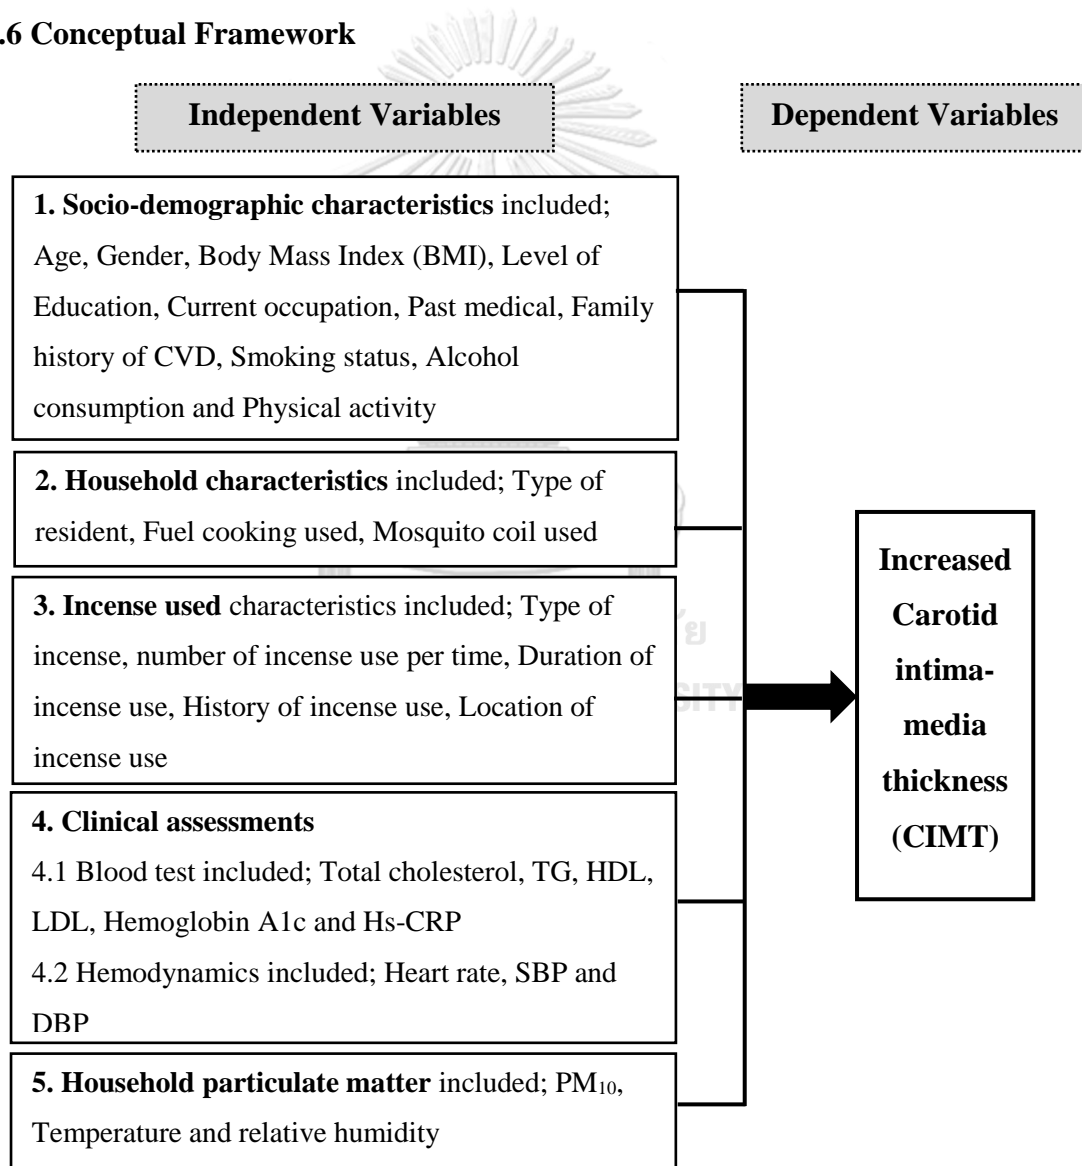 .6 Conceptual Framework
Independent Variables
Dependent Variables
1. Socio-demographic characteristics included;
Age, Gender, Body Mass Index (BMI), Level of
Education, Current occupation, Past medical, Family
history of CVD, Smoking status, Alcohol
consumption and Physical activity
2. Household characteristics included; Type of
resident, Fuel cooking used, Mosquito coil used
3. Incense used characteristics included; Type of
incense, number of incense use per time, Duration of
incense use, History of incense use, Location of
incense use
4. Clinical assessments
4.1 Blood test included; Total cholesterol, TG, HDL,
LDL, Hemoglobin A1c and Hs-CRP
4.2 Hemodynamics included; Heart rate, SBP and
DBP
5. Household particulate matter included; PM₁₀,
Temperature and relative humidity
Increased
Carotid
intima-
media
thickness
(CIMT)